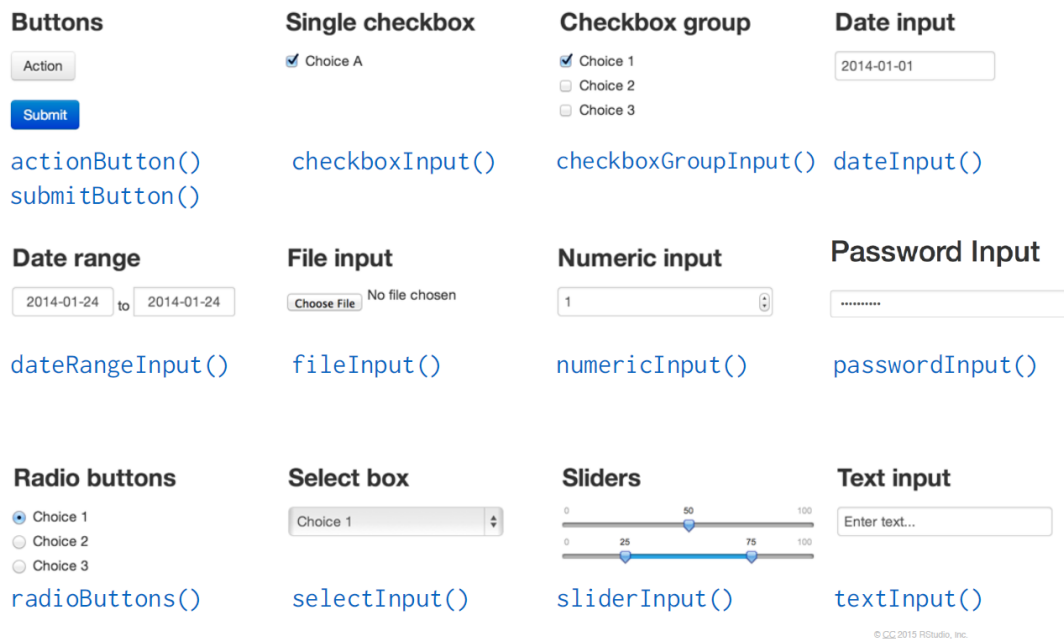 Buttons
Action
Submit
actionButton()
submitButton()
Single checkbox
Choice A
checkboxInput()
Checkbox group
Choice 1
Choice 2
Choice 3
checkboxGroupInput()
Date input
2014-01-01
dateInput()
Date range
2014-01-24 to 2014-01-24
dateRangeInput()
File input
Choose File No file chosen
fileInput()
Numeric input
1
numericInput()
Password Input
••••••••••
passwordInput()
Radio buttons
Choice 1
Choice 2
Choice 3
radioButtons()
Select box
Choice 1
selectInput()
Sliders
0 50 100
0 25 75 100
sliderInput()
Text input
Enter text...
textInput()
© CC 2015 RStudio, Inc.